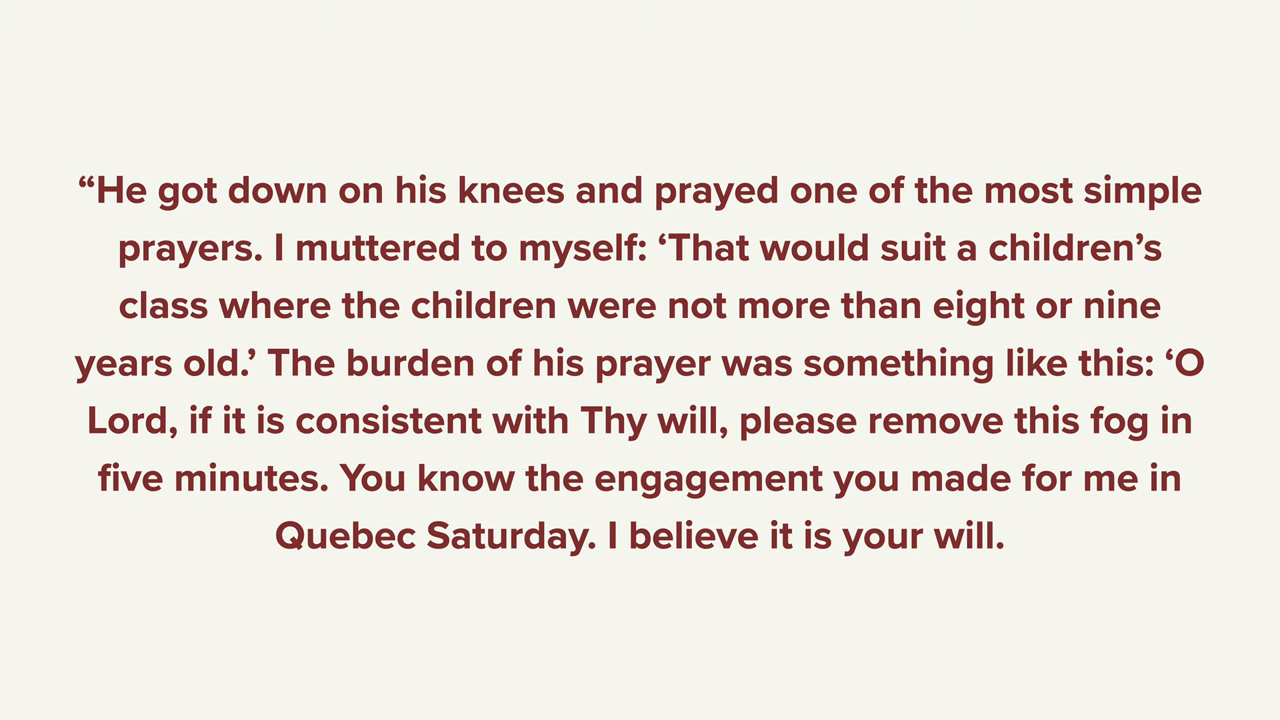 “He got down on his knees and prayed one of the most simple
prayers. I muttered to myself: ‘That would suit a children’s
class where the children were not more than eight or nine
years old.’ The burden of his prayer was something like this: ‘O
Lord, if it is consistent with Thy will, please remove this fog in
five minutes. You know the engagement you made for me in
Quebec Saturday. I believe it is your will.